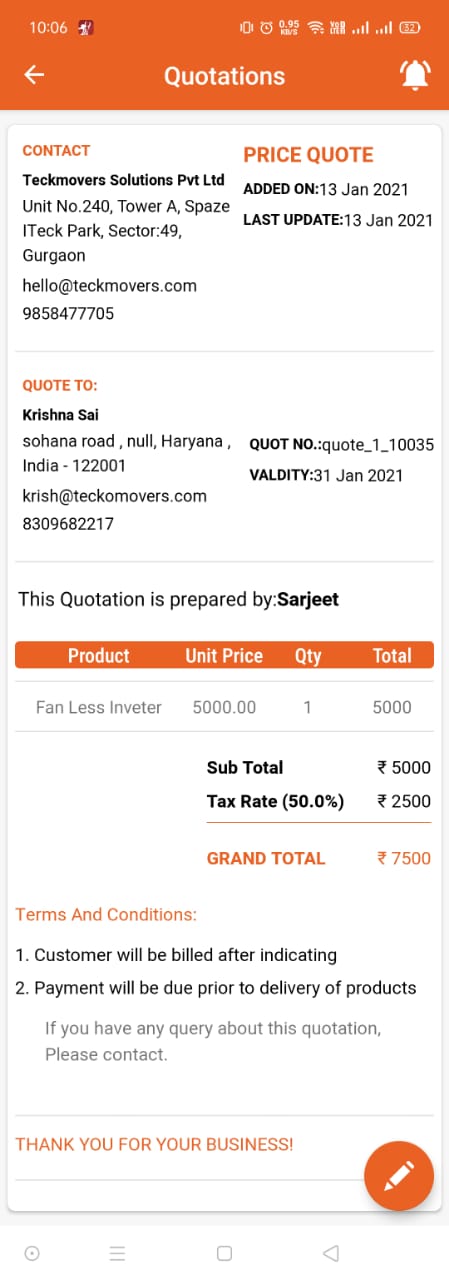 10:06 0.95 KB/S Vo9 LTE 32
Quotations
CONTACT
Teckmovers Solutions Pvt Ltd
Unit No.240, Tower A, Spaze
ITeck Park, Sector:49,
Gurgaon
hello@teckmovers.com
9858477705
PRICE QUOTE
ADDED ON:13 Jan 2021
LAST UPDATE:13 Jan 2021
QUOTE TO:
Krishna Sai
sohana road , null, Haryana ,
India - 122001
krish@teckomovers.com
8309682217
QUOT NO.:quote_1_10035
VALDITY:31 Jan 2021
This Quotation is prepared by:Sarjeet
Product Unit Price Qty Total
Fan Less Inveter 5000.00 1 5000
Sub Total ₹ 5000
Tax Rate (50.0%) ₹ 2500
GRAND TOTAL ₹ 7500
Terms And Conditions:
1. Customer will be billed after indicating
2. Payment will be due prior to delivery of products
If you have any query about this quotation,
Please contact.
THANK YOU FOR YOUR BUSINESS!